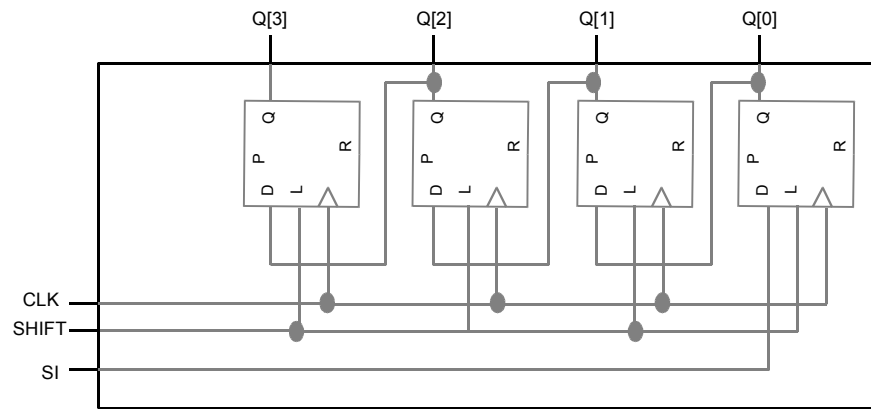 Q[3] Q[2] Q[1] Q[0]
Q Q Q Q
P R P R P R P R
D L D L D L D L
CLK
SHIFT
SI